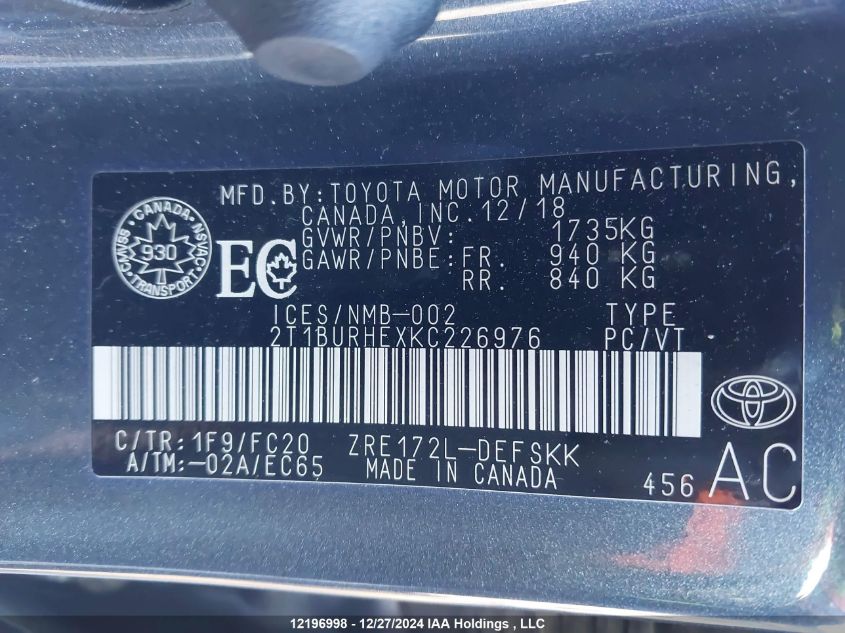 MFD.BY:TOYOTA MOTOR MANUFACTURING,
CANADA,INC.12/18
GVWR/PNBV: 1735KG
GAWR/PNBE:FR. 940 KG
RR. 840 KG
CANADA-NSVAC
930
TRANSPORT
CMVSS
EC
ICES/NMB-002 TYPE
2T1BURHEXKC226976 PC/VT
C/TR:1F9/FC20 ZRE172L-DEFSKK
A/TM:-02A/EC65 MADE IN CANADA
456 AC
12196998 - 12/27/2024 IAA Holdings , LLC